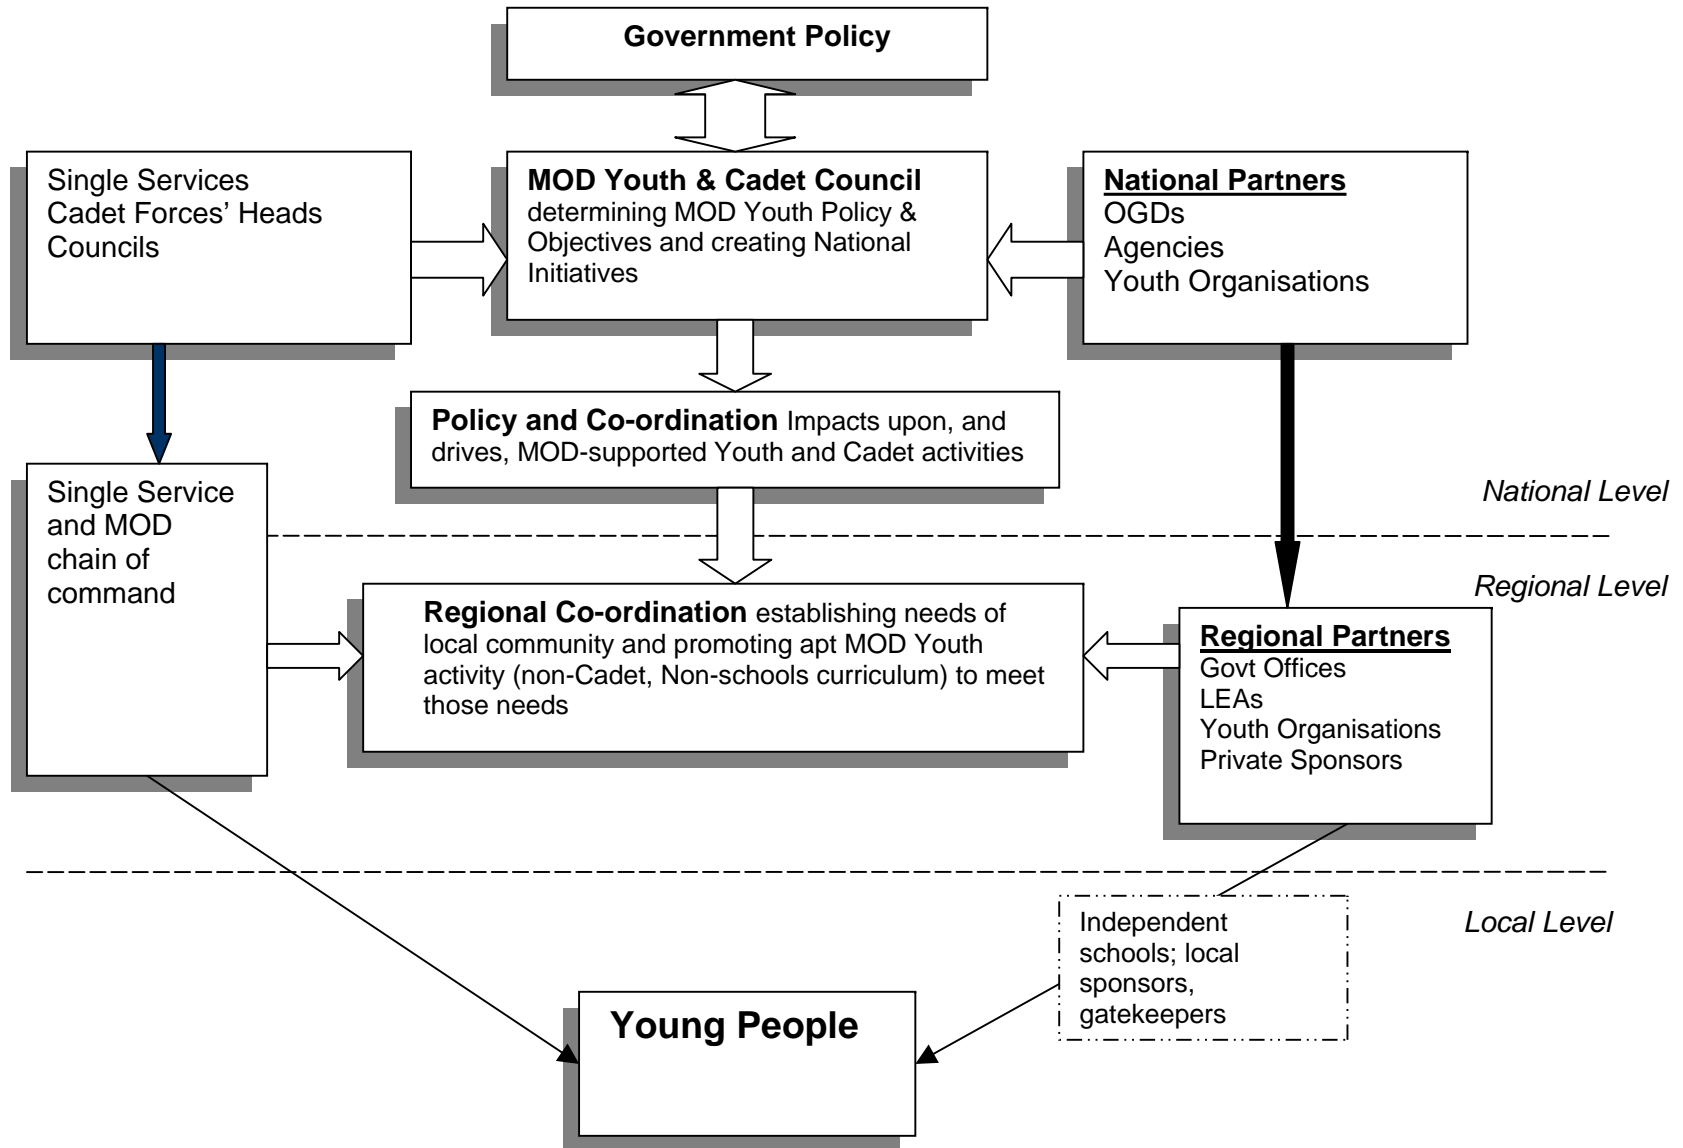 Government Policy
Single Services
Cadet Forces’ Heads
Councils
MOD Youth & Cadet Council
determining MOD Youth Policy &
Objectives and creating National
Initiatives
National Partners
OGDs
Agencies
Youth Organisations
Policy and Co-ordination Impacts upon, and
drives, MOD-supported Youth and Cadet activities
National Level
Single Service
and MOD
chain of
command
Regional Level
Regional Co-ordination establishing needs of
local community and promoting apt MOD Youth
activity (non-Cadet, Non-schools curriculum) to meet
those needs
Regional Partners
Govt Offices
LEAs
Youth Organisations
Private Sponsors
Local Level
Independent
schools; local
sponsors,
gatekeepers
Young People